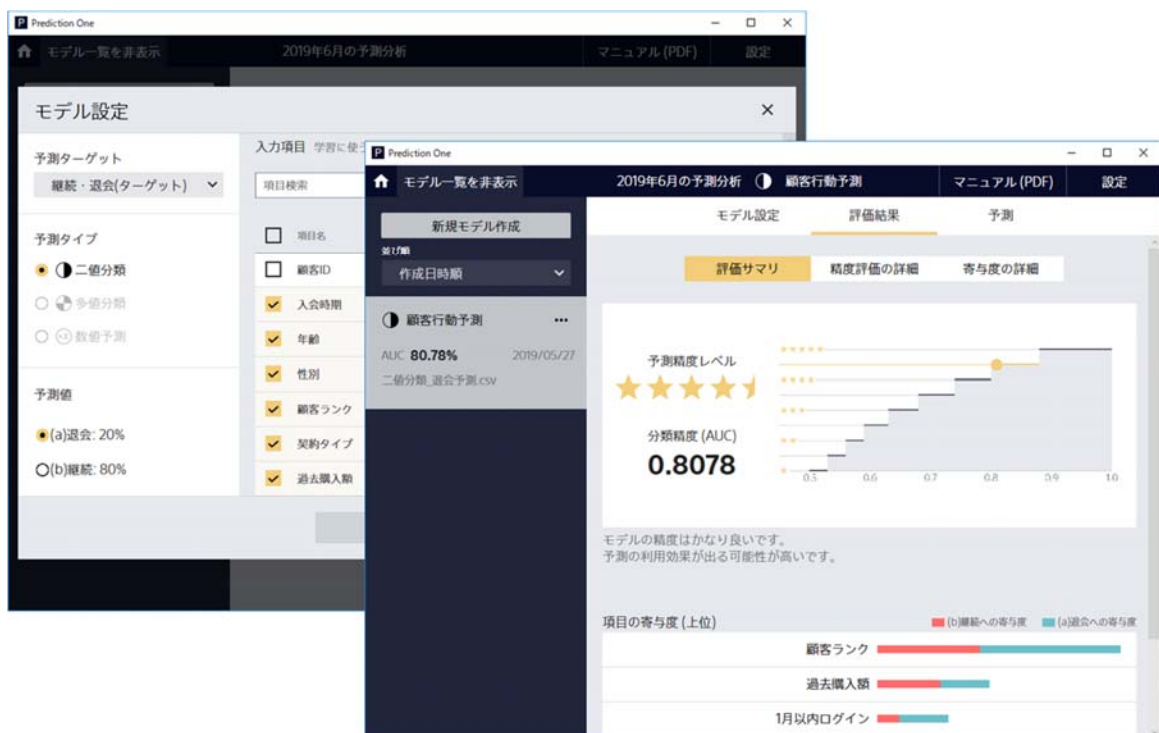 Prediction One
モデル一覧を非表示
2019年6月の予測分析
マニュアル (PDF)
設定
モデル設定
予測ターゲット
継続・退会(ターゲット)
予測タイプ
二値分類
多値分類
数値予測
予測値
(a)退会: 20%
(b)継続: 80%
入力項目 学習に使
項目検索
項目名
顧客ID
入会時期
年齢
性別
顧客ランク
契約タイプ
過去購入額
Prediction One
モデル一覧を非表示
2019年6月の予測分析
顧客行動予測
マニュアル (PDF)
設定
新規モデル作成
並び順
作成日時順
顧客行動予測
AUC 80.78% 2019/05/27
二値分類_退会予測.csv
モデル設定
評価結果
予測
評価サマリ
精度評価の詳細
寄与度の詳細
予測精度レベル
分類精度 (AUC)
0.8078
0.5 0.6 0.7 0.8 0.9 1.0
モデルの精度はかなり良いです。
予測の利用効果が出る可能性が高いです。
項目の寄与度 (上位)
(b)継続への寄与度 (a)退会への寄与度
顧客ランク
過去購入額
1月以内ログイン